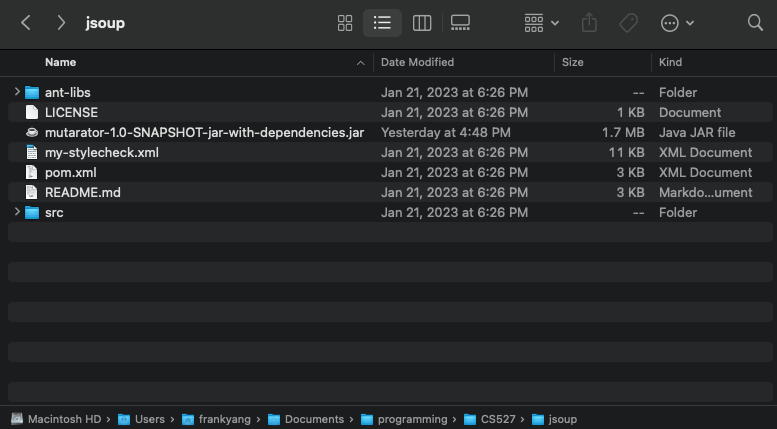 jsoup
Name Date Modified Size Kind
ant-libs Jan 21, 2023 at 6:26 PM -- Folder
LICENSE Jan 21, 2023 at 6:26 PM 1 KB Document
mutarator-1.0-SNAPSHOT-jar-with-dependencies.jar Yesterday at 4:48 PM 1.7 MB Java JAR file
my-stylecheck.xml Jan 21, 2023 at 6:26 PM 11 KB XML Document
pom.xml Jan 21, 2023 at 6:26 PM 3 KB XML Document
README.md Jan 21, 2023 at 6:26 PM 3 KB Markdo...ument
src Jan 21, 2023 at 6:26 PM -- Folder
Macintosh HD › Users › frankyang › Documents › programming › CS527 › jsoup